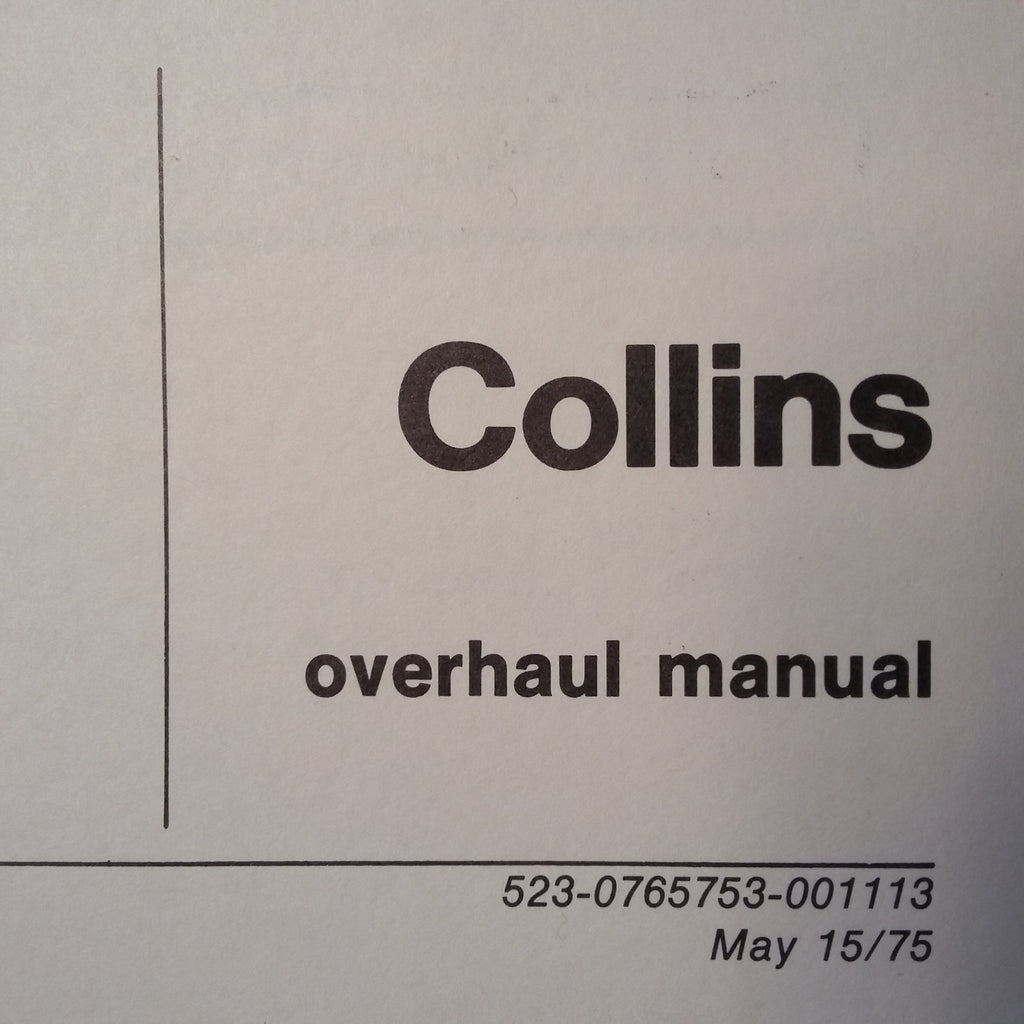 Collins
overhaul manual
523-0765753-001113
May 15/75